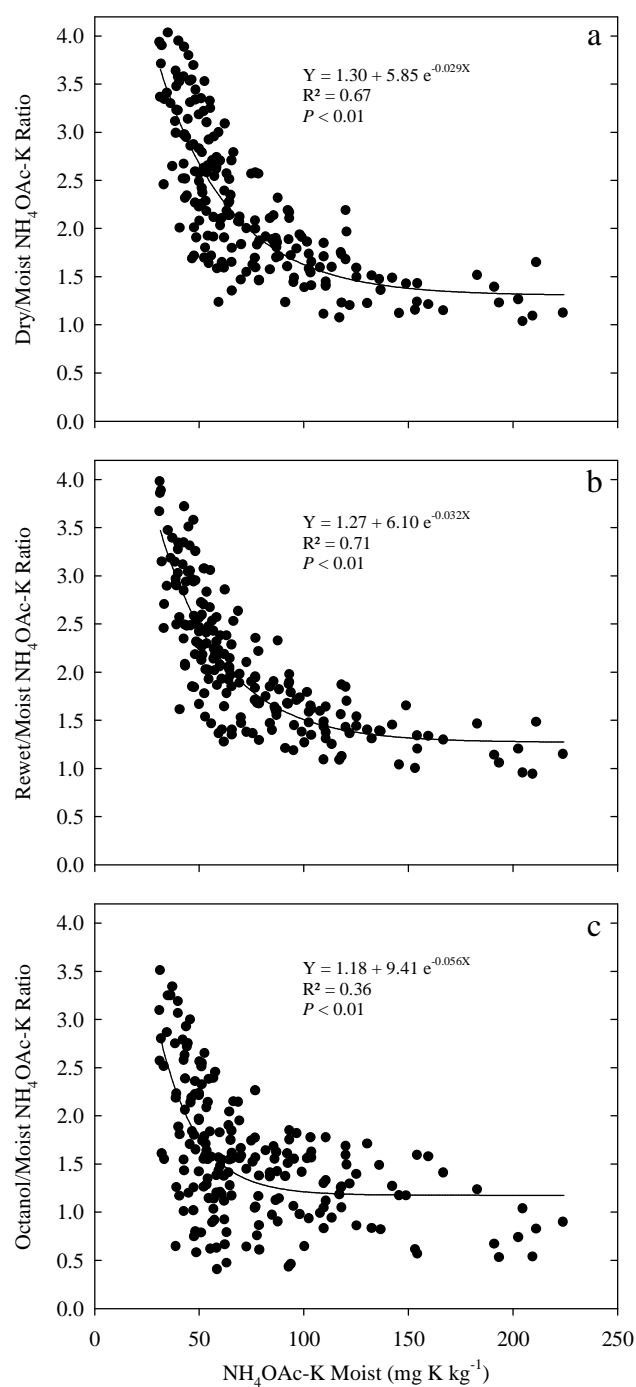 a
4.0
3.5
3.0
2.5
2.0
1.5
1.0
0.5
0.0
Dry/Moist NH₄OAc-K Ratio
Y = 1.30 + 5.85 e⁻⁰·⁰²⁹ˣ
R² = 0.67
P < 0.01
b
4.0
3.5
3.0
2.5
2.0
1.5
1.0
0.5
0.0
Rewet/Moist NH₄OAc-K Ratio
Y = 1.27 + 6.10 e⁻⁰·⁰³²ˣ
R² = 0.71
P < 0.01
c
4.0
3.5
3.0
2.5
2.0
1.5
1.0
0.5
0.0
Octanol/Moist NH₄OAc-K Ratio
Y = 1.18 + 9.41 e⁻⁰·⁰⁵⁶ˣ
R² = 0.36
P < 0.01
0 50 100 150 200 250
NH₄OAc-K Moist (mg K kg⁻¹)